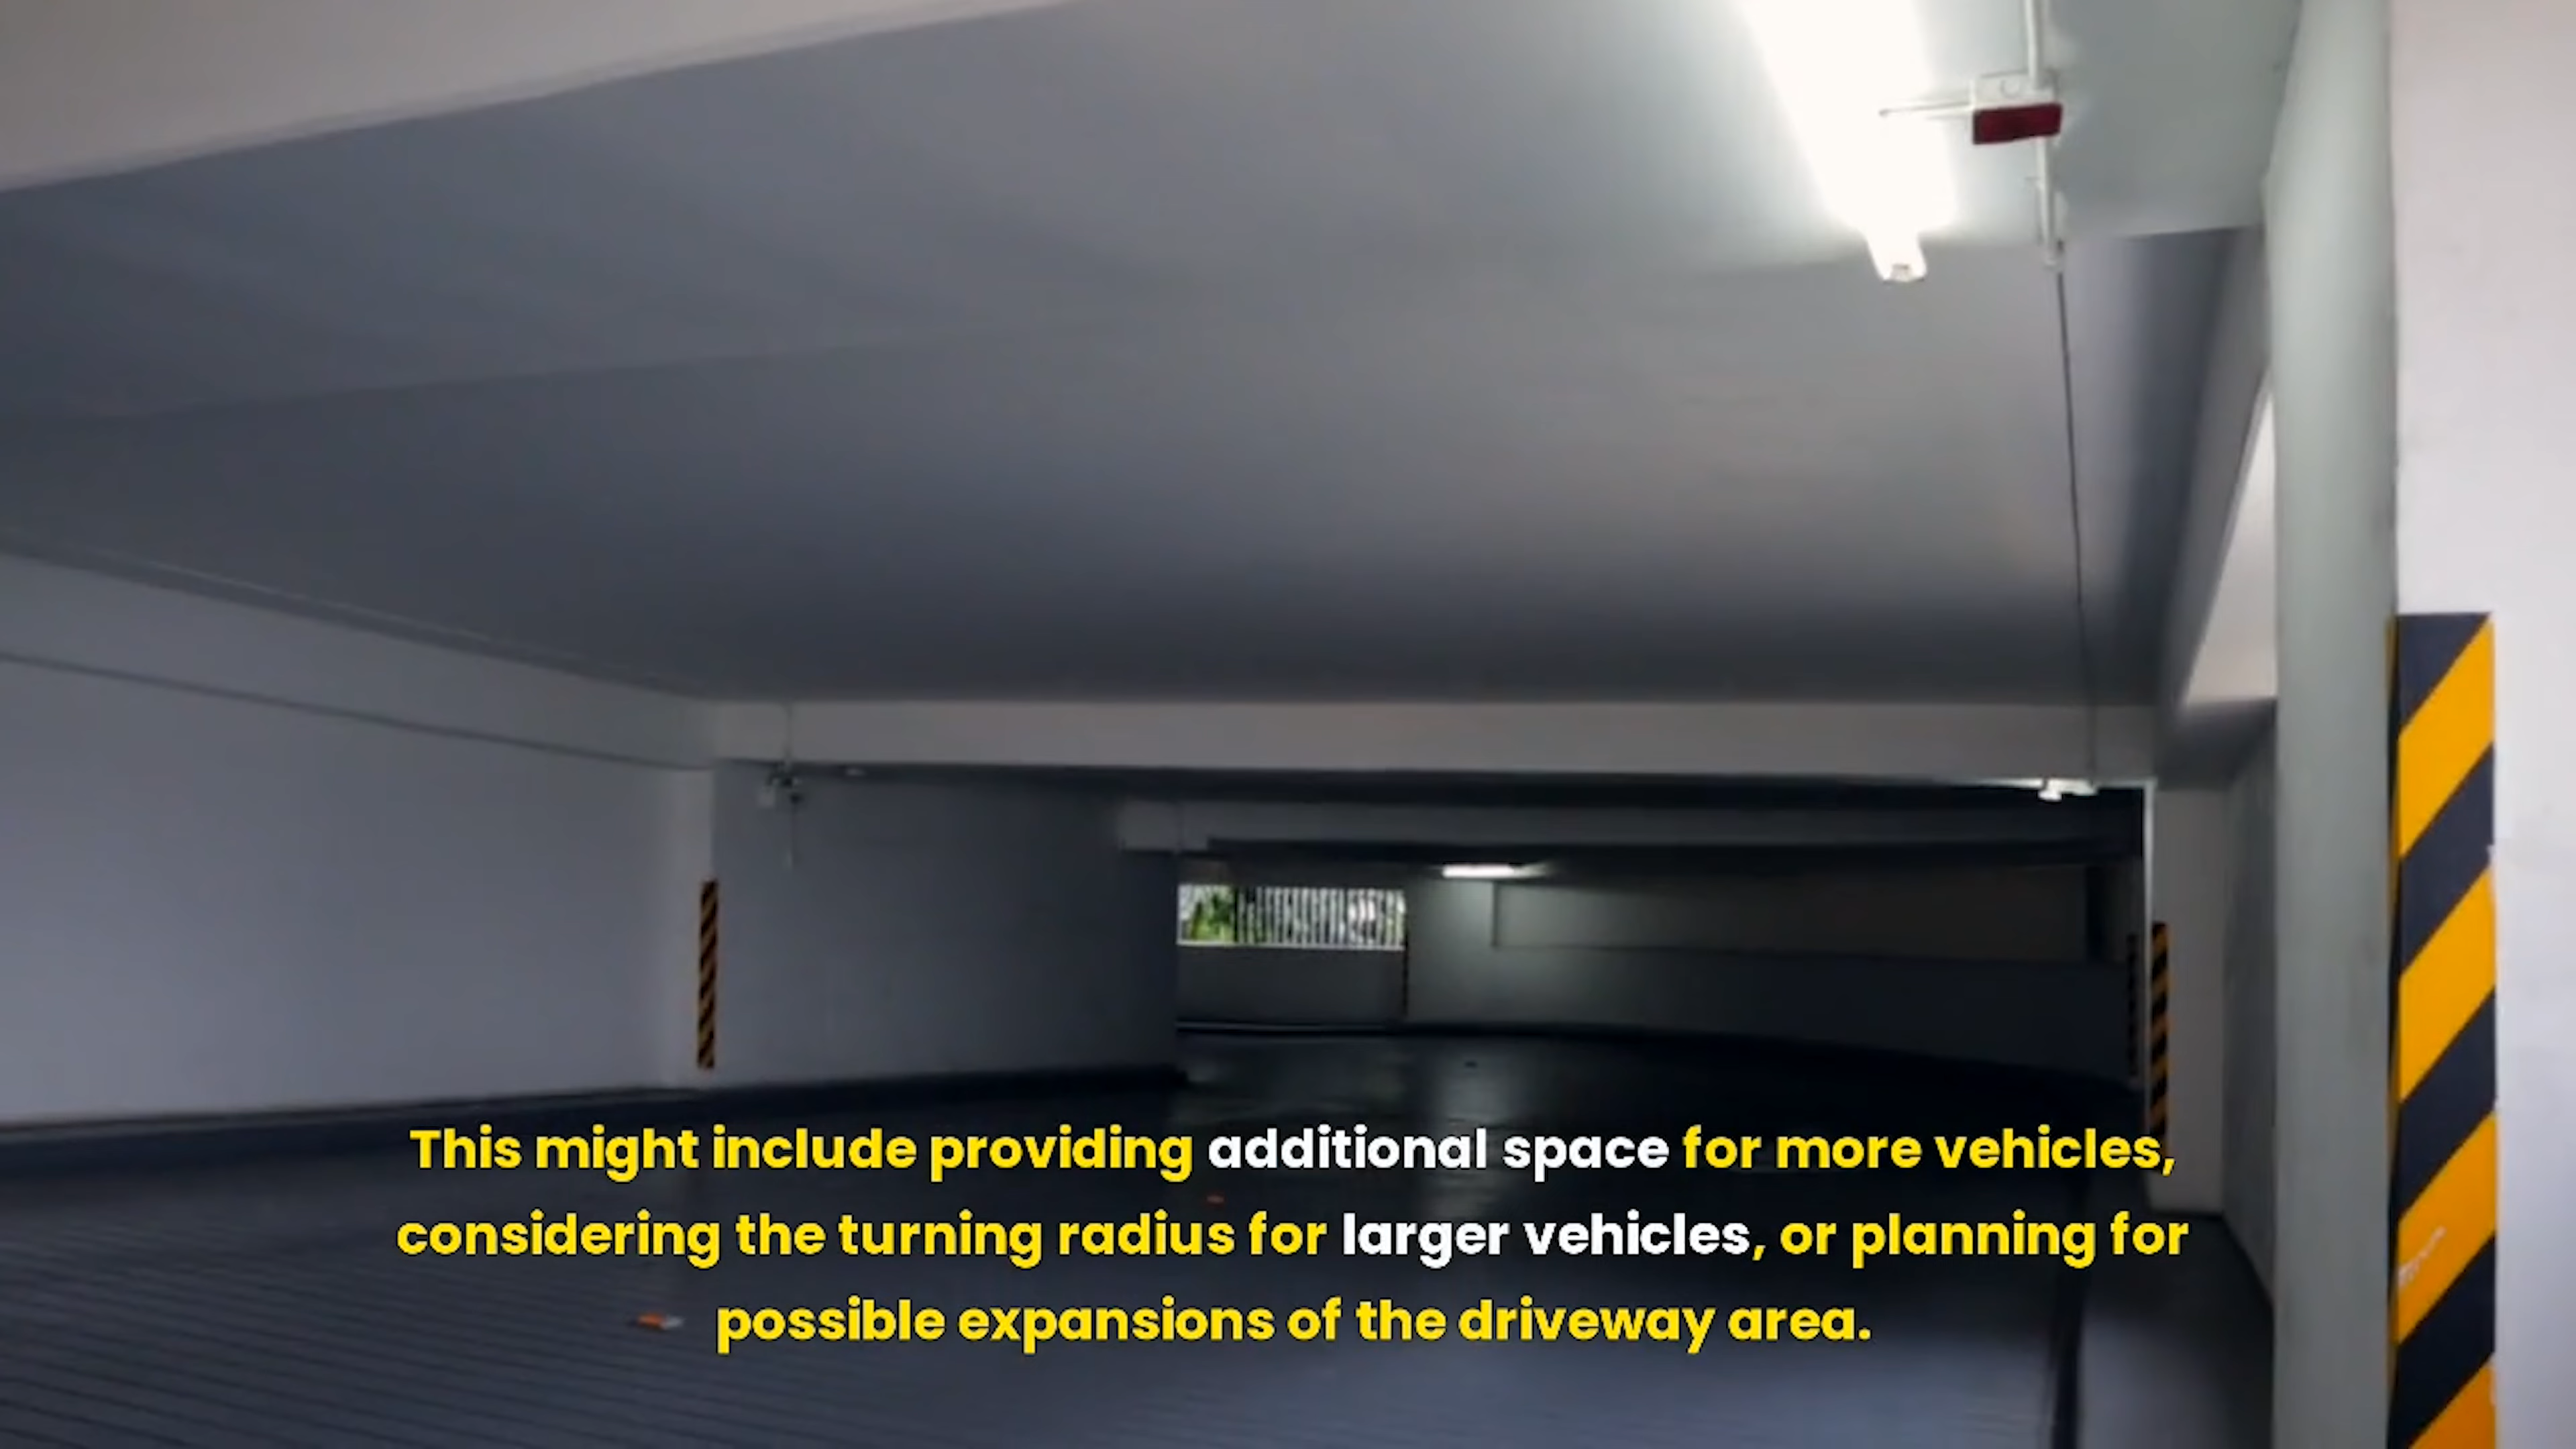 This might include providing additional space for more vehicles,
considering the turning radius for larger vehicles, or planning for
possible expansions of the driveway area.